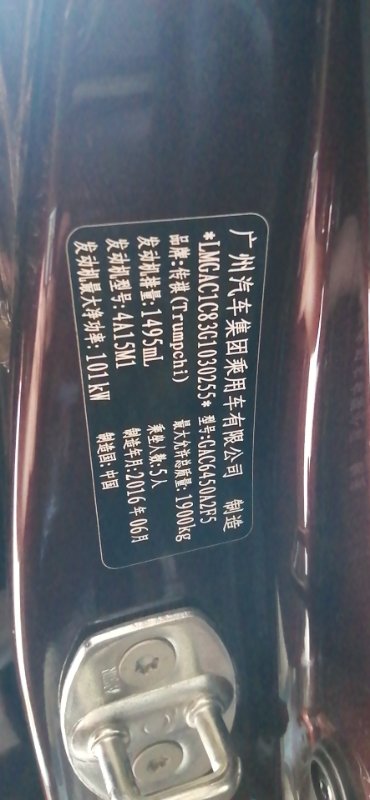 广州汽车集团乘用车有限公司 制造
*LMGAC1C83G1030255* 型号:GAC6450A2F5
品牌:传祺(Trumpchi) 最大允许总质量:1900kg
发动机排量:1495mL 乘坐人数:5人
发动机型号:4A15M1 制造年月:2016年06月
发动机最大净功率:101kW 制造国:中国